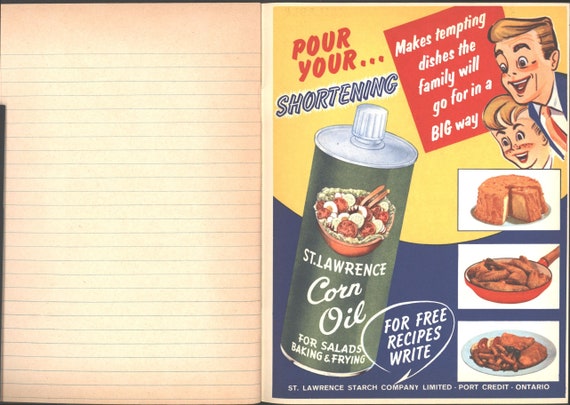 POUR
YOUR...
SHORTENING
Makes tempting
dishes the
family will
go for in a
BIG way
ST. LAWRENCE
Corn
Oil
FOR SALADS
BAKING & FRYING
FOR FREE
RECIPES
WRITE
ST. LAWRENCE STARCH COMPANY LIMITED - PORT CREDIT - ONTARIO